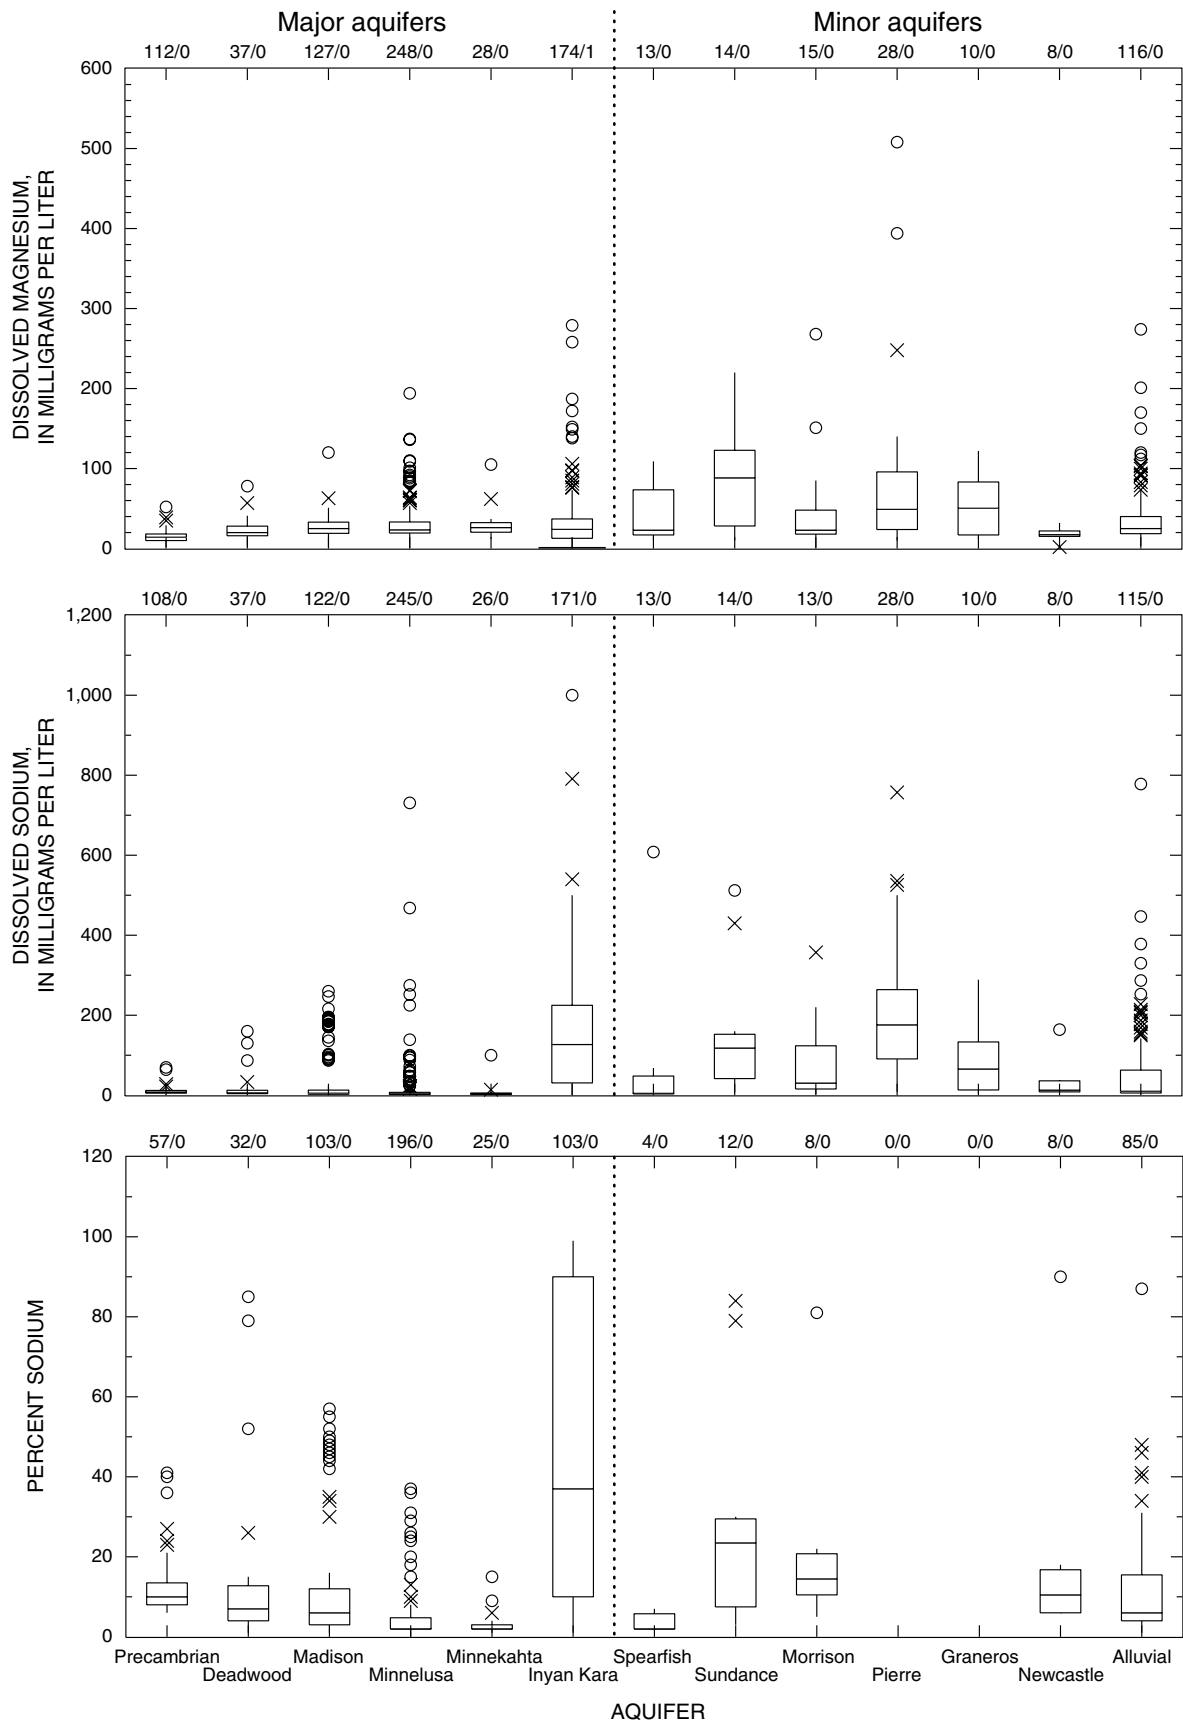 Major aquifers Minor aquifers
112/0 37/0 127/0 248/0 28/0 174/1 13/0 14/0 15/0 28/0 10/0 8/0 116/0
600
500
400
300
200
100
0
DISSOLVED MAGNESIUM,
IN MILLIGRAMS PER LITER
108/0 37/0 122/0 245/0 26/0 171/0 13/0 14/0 13/0 28/0 10/0 8/0 115/0
1,200
1,000
800
600
400
200
0
DISSOLVED SODIUM,
IN MILLIGRAMS PER LITER
57/0 32/0 103/0 196/0 25/0 103/0 4/0 12/0 8/0 0/0 0/0 8/0 85/0
120
100
80
60
40
20
0
PERCENT SODIUM
Precambrian Madison Minnekahta Spearfish Morrison Graneros Alluvial
Deadwood Minnelusa Inyan Kara Sundance Pierre Newcastle
AQUIFER